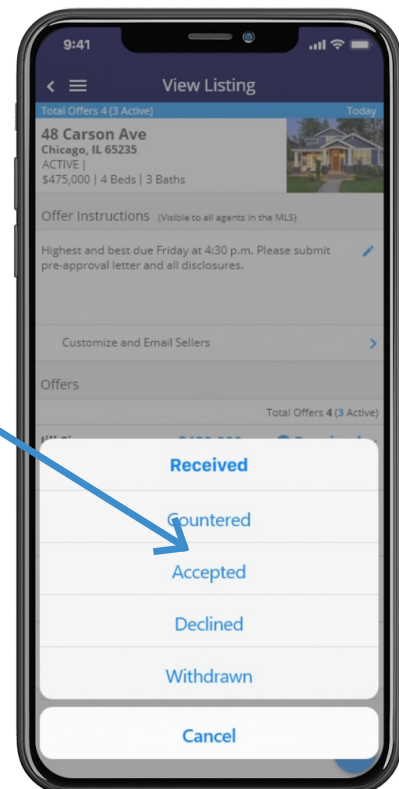 9:41
View Listing
Total Offers 4 (3 Active) Today
48 Carson Ave
Chicago, IL 65235
ACTIVE |
$475,000 | 4 Beds | 3 Baths
Offer Instructions (Visible to all agents in the MLS)
Highest and best due Friday at 4:30 p.m. Please submit
pre-approval letter and all disclosures.
Customize and Email Sellers
Offers
Total Offers 4 (3 Active)
Received
Countered
Accepted
Declined
Withdrawn
Cancel